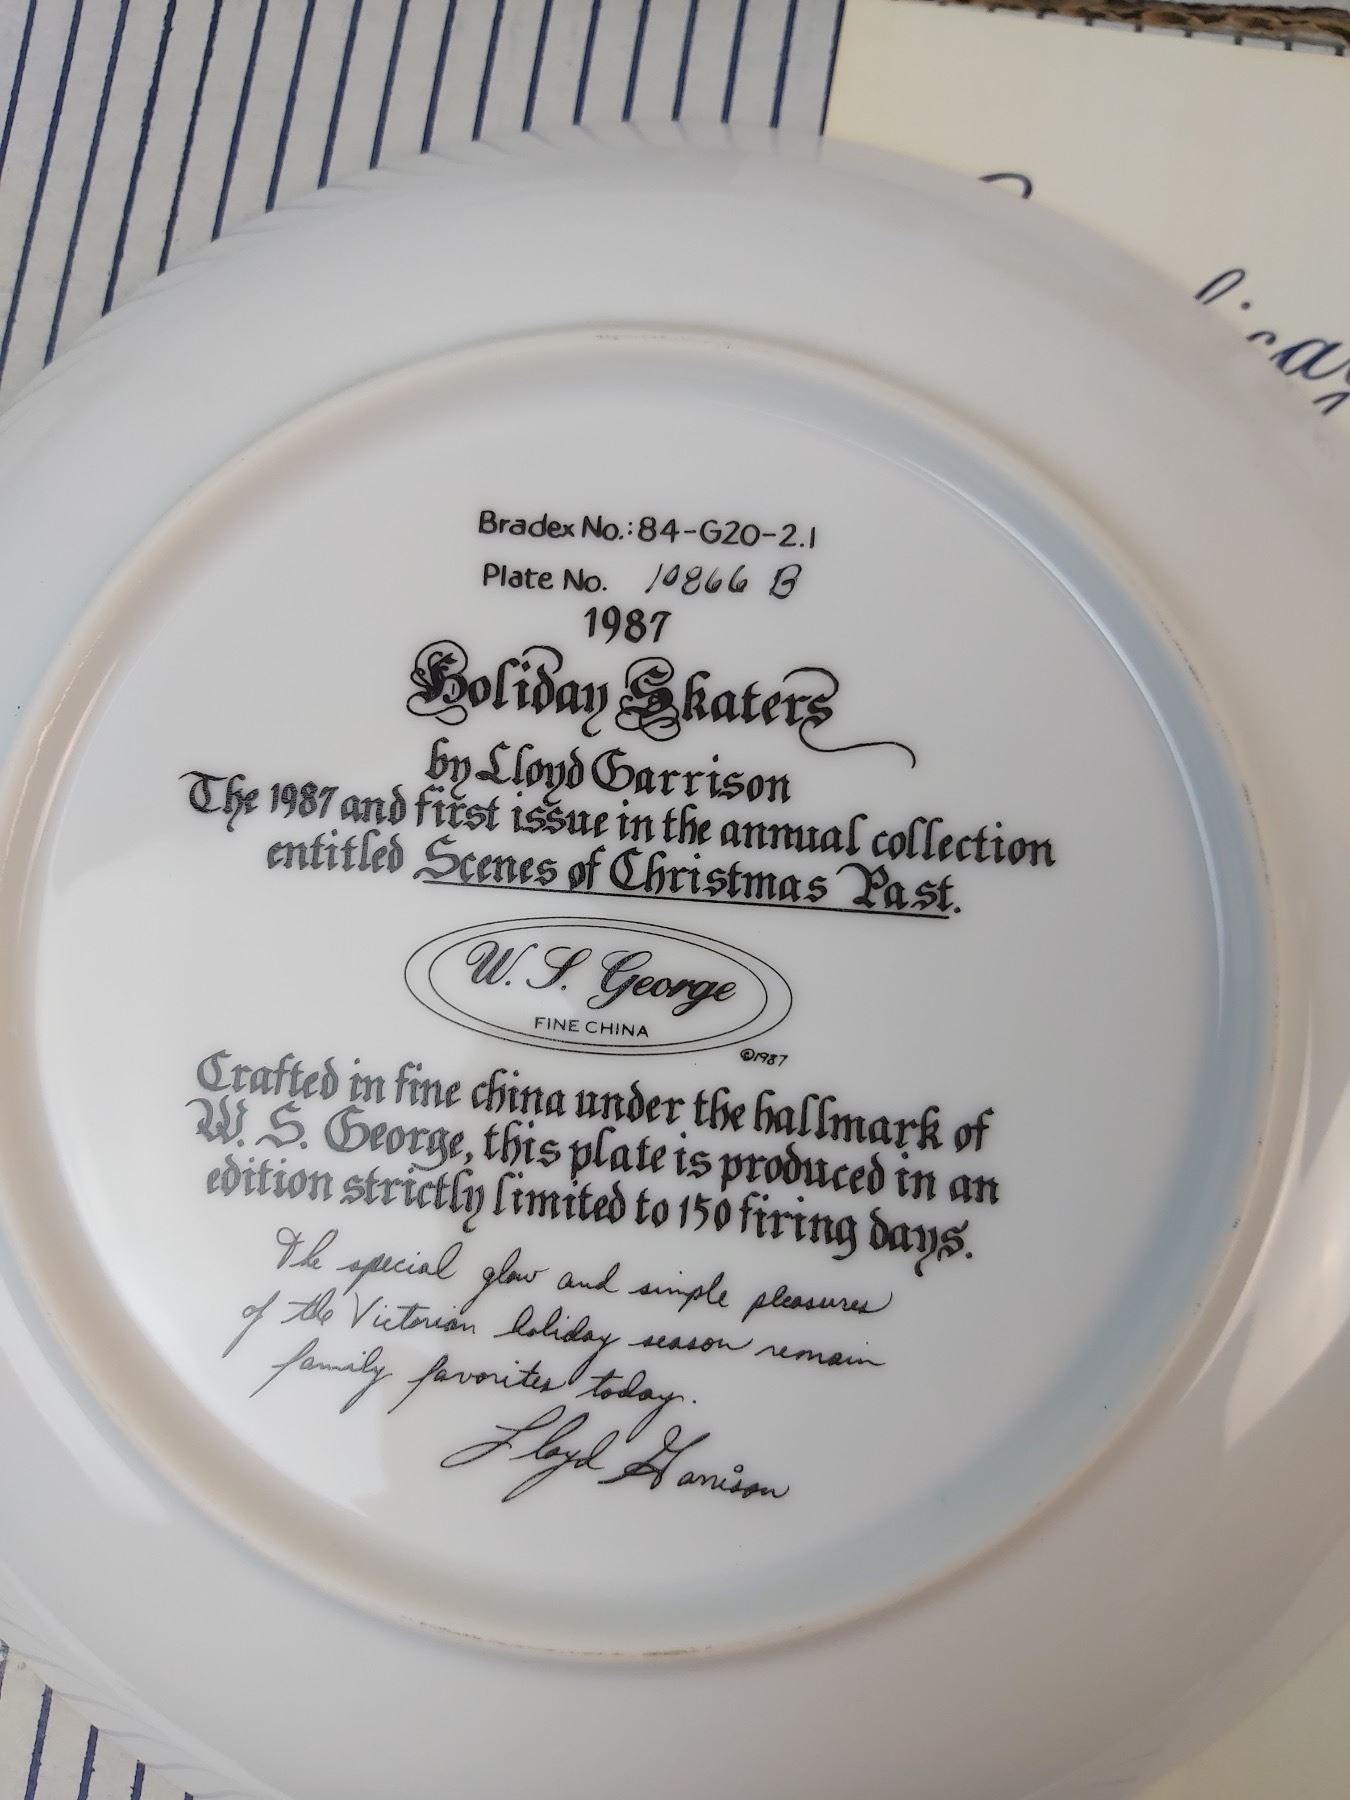 Bradex No.: 84-G20-2.1
Plate No. 10866 B
1987
Holiday Skaters
by Lloyd Garrison
The 1987 and first issue in the annual collection
entitled Scenes of Christmas Past.
W. S. George
FINE CHINA
©1987
Crafted in fine china under the hallmark of
W. S. George, this plate is produced in an
edition strictly limited to 150 firing days.
The special glow and simple pleasures
of the Victorian holiday season remain
family favorites today.
Lloyd Garrison